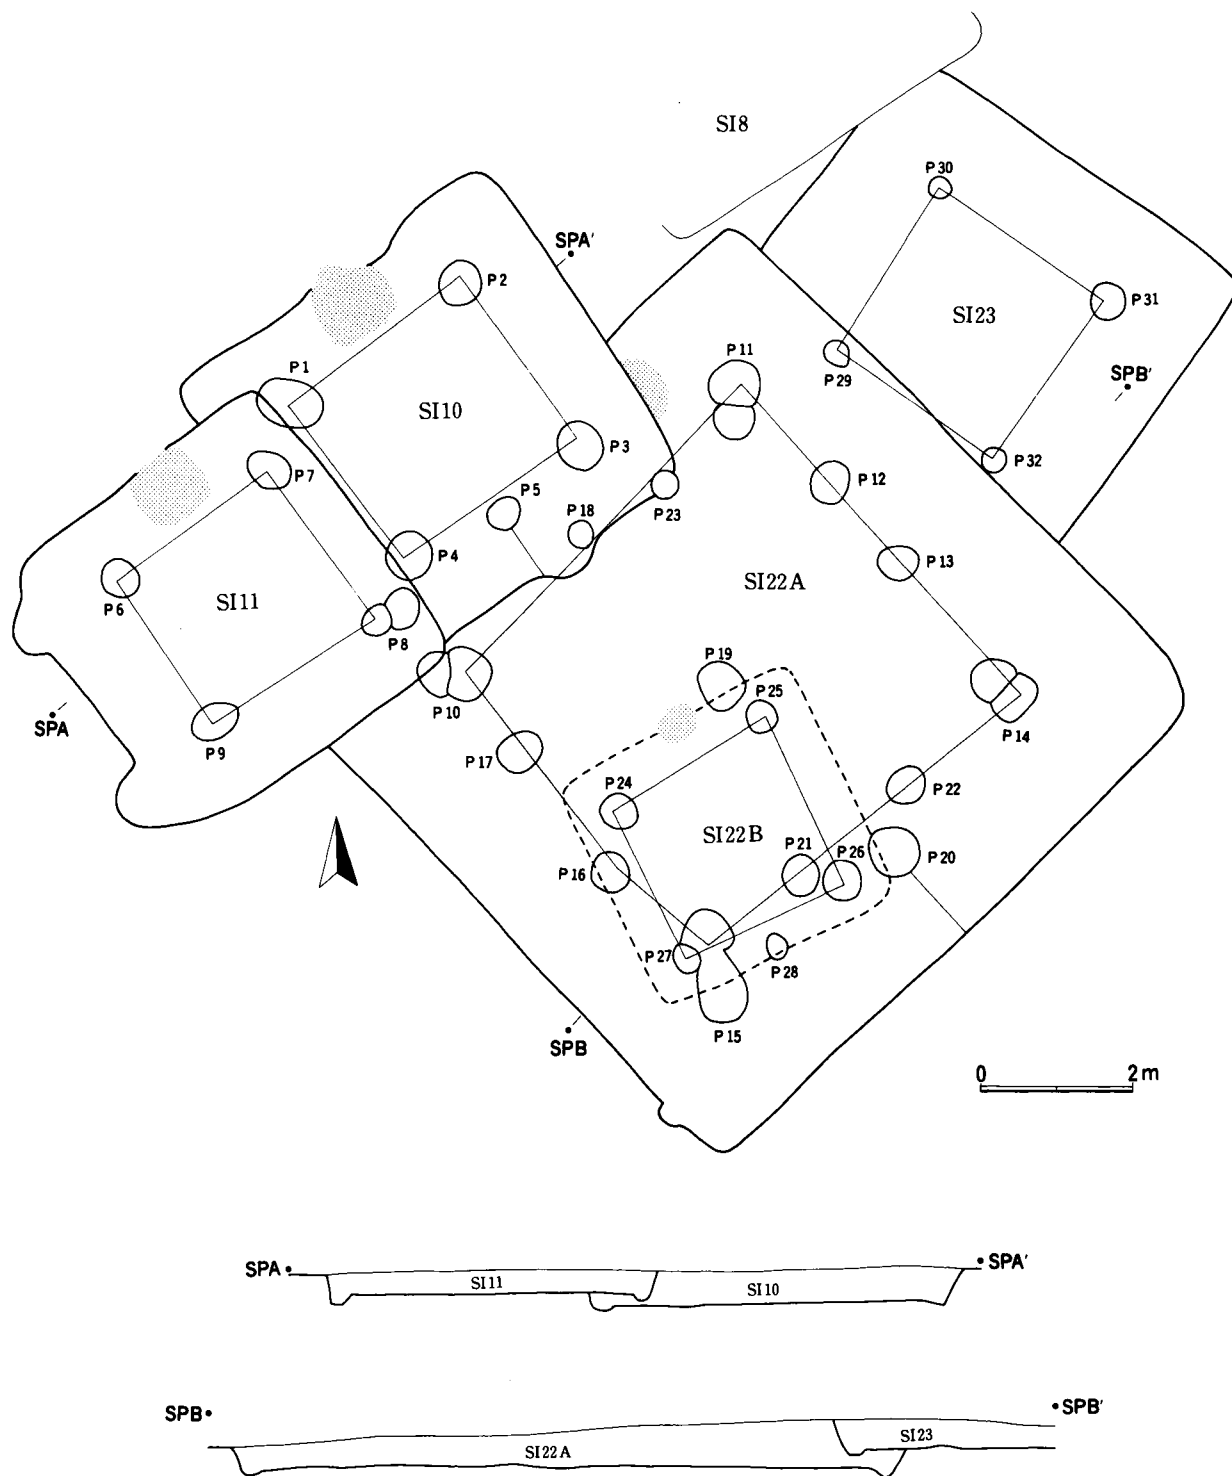 SI8
P30
SPA′
P2
P31
SI23
P11
P1
P29
SPB′
SI10
P3
P32
P7
P12
P5
P18
P23
P4
P13
SI22A
P6
SI11
P8
P19
P10
P25
SPA
P9
P14
P17
P22
P24
SI22B
P21
P26
P20
P16
P27
P28
P15
SPB
0 2m
SPA SI11 SI10 SPA′
SPB SPB′
SI22A SI23